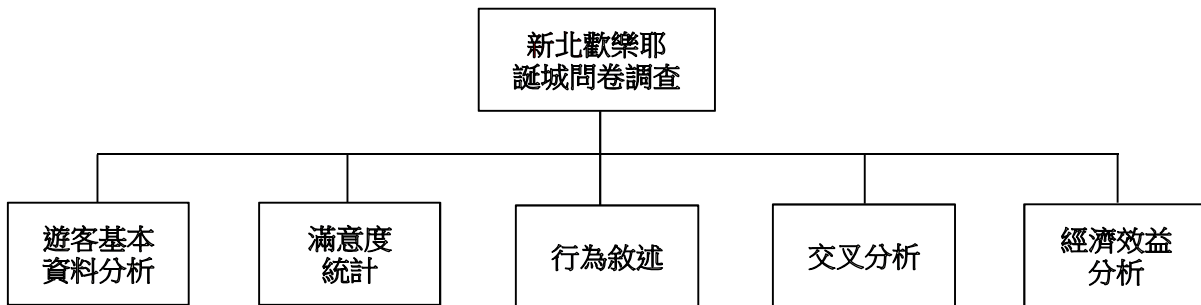 新北歡樂耶
誕城問卷調查
遊客基本
資料分析
滿意度
統計
行為敘述
交叉分析
經濟效益
分析